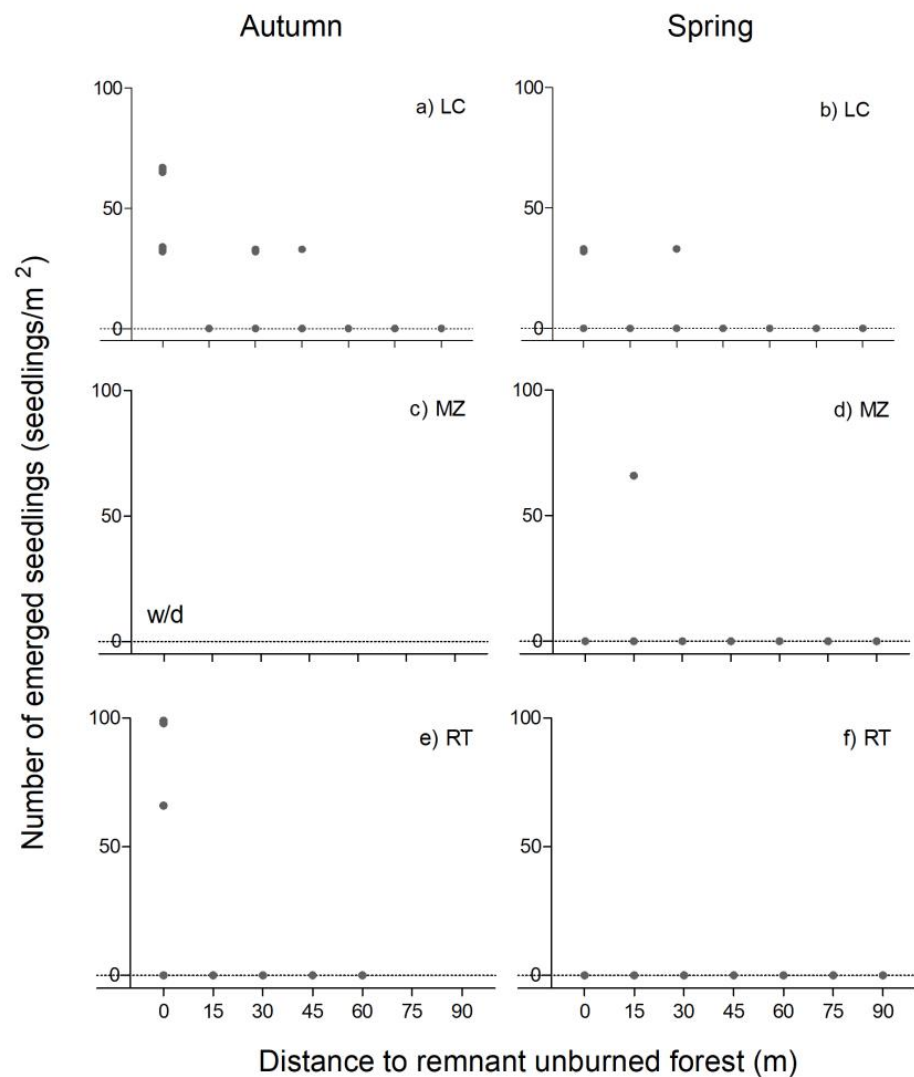 Autumn
Spring
Number of emerged seedlings (seedlings/m ²)
100
50
0
a) LC
100
50
0
b) LC
100
50
0
c) MZ
w/d
100
50
0
d) MZ
100
50
0
e) RT
0 15 30 45 60 75 90
100
50
0
f) RT
0 15 30 45 60 75 90
Distance to remnant unburned forest (m)